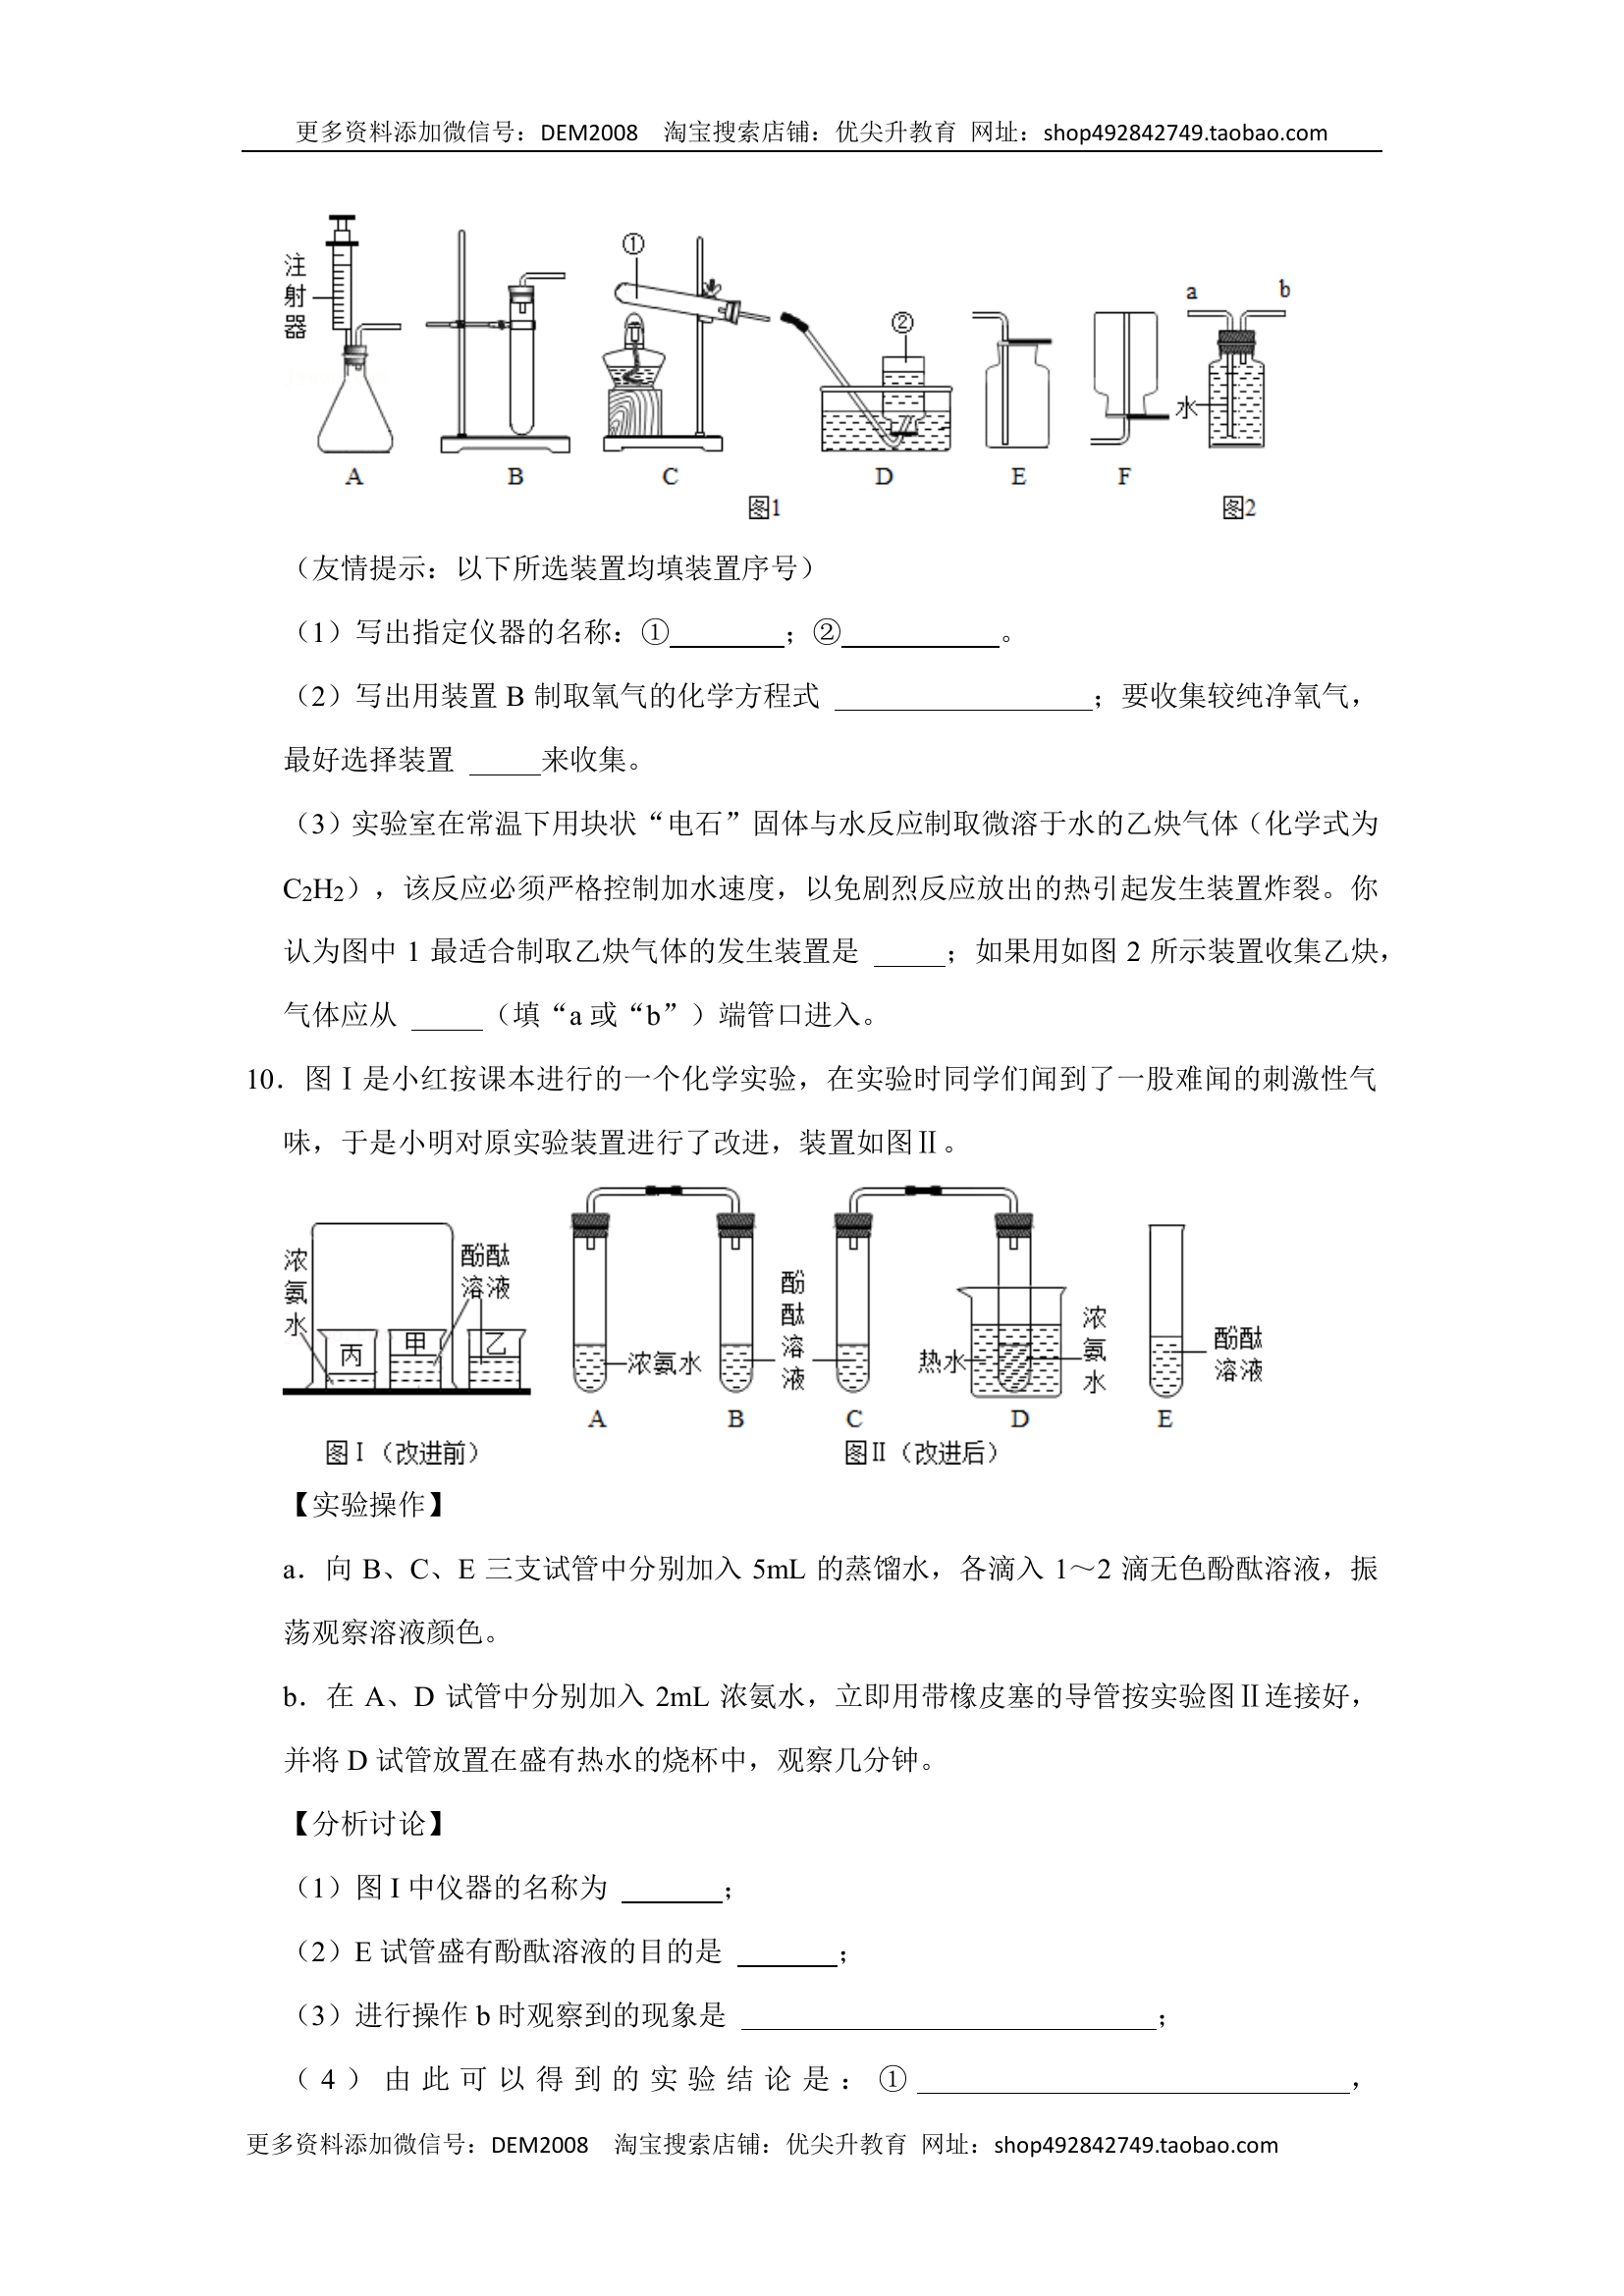 更多资料添加微信号：DEM2008 淘宝搜索店铺：优尖升教育 网址：shop492842749.taobao.com
注射器
①
②
a
b
水
A
B
C
D
E
F
图1
图2
（友情提示：以下所选装置均填装置序号）
（1）写出指定仪器的名称：①________；②___________。
（2）写出用装置 B 制取氧气的化学方程式 __________________；要收集较纯净氧气，
最好选择装置 _____来收集。
（3）实验室在常温下用块状“电石”固体与水反应制取微溶于水的乙炔气体（化学式为
C2H2），该反应必须严格控制加水速度，以免剧烈反应放出的热引起发生装置炸裂。你
认为图中 1 最适合制取乙炔气体的发生装置是 _____；如果用如图 2 所示装置收集乙炔，
气体应从 _____（填“a 或“b”）端管口进入。
10．图Ⅰ是小红按课本进行的一个化学实验，在实验时同学们闻到了一股难闻的刺激性气
味，于是小明对原实验装置进行了改进，装置如图Ⅱ。
浓氨水
酚酞溶液
丙
甲
乙
浓氨水
酚酞溶液
热水
浓氨水
酚酞溶液
A
B
C
D
E
图Ⅰ（改进前）
图Ⅱ（改进后）
【实验操作】
a．向 B、C、E 三支试管中分别加入 5mL 的蒸馏水，各滴入 1～2 滴无色酚酞溶液，振
荡观察溶液颜色。
b．在 A、D 试管中分别加入 2mL 浓氨水，立即用带橡皮塞的导管按实验图Ⅱ连接好，
并将 D 试管放置在盛有热水的烧杯中，观察几分钟。
【分析讨论】
（1）图 I 中仪器的名称为 _______；
（2）E 试管盛有酚酞溶液的目的是 _______；
（3）进行操作 b 时观察到的现象是 _____________________________；
（4）由此可以得到的实验结论是：①______________________________，
更多资料添加微信号：DEM2008 淘宝搜索店铺：优尖升教育 网址：shop492842749.taobao.com